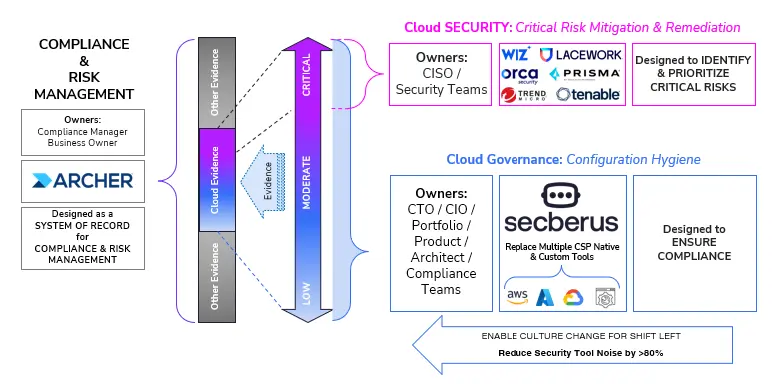 COMPLIANCE
&
RISK
MANAGEMENT
Owners:
Compliance Manager
Business Owner
ARCHER
Designed as a
SYSTEM OF RECORD
for
COMPLIANCE & RISK
MANAGEMENT
Other Evidence
Cloud Evidence
Other Evidence
Evidence
CRITICAL
MODERATE
LOW
Cloud SECURITY: Critical Risk Mitigation & Remediation
Owners:
CISO /
Security Teams
WIZ+ LACEWORK
orca security PRISMA
TREND MICRO tenable
Designed to IDENTIFY
& PRIORITIZE
CRITICAL RISKS
Cloud Governance: Configuration Hygiene
Owners:
CTO / CIO /
Portfolio /
Product /
Architect /
Compliance
Teams
secberus
Replace Multiple CSP Native
& Custom Tools
aws
Designed to
ENSURE
COMPLIANCE
ENABLE CULTURE CHANGE FOR SHIFT LEFT
Reduce Security Tool Noise by >80%